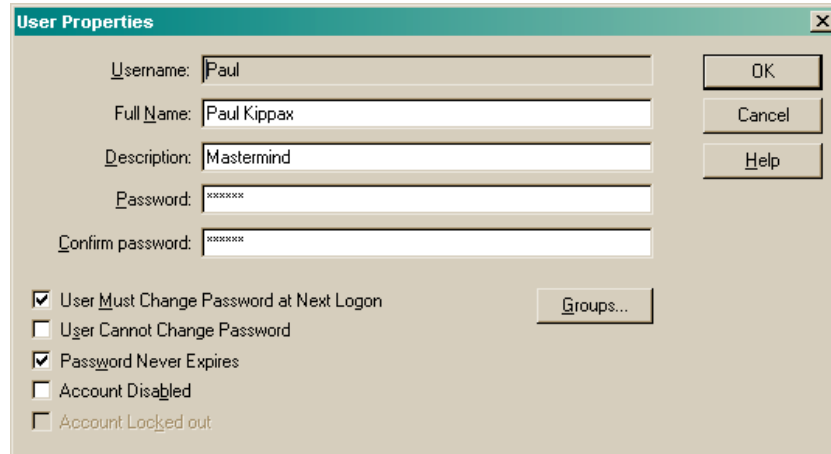 User Properties
Username: Paul
OK
Full Name: Paul Kippax
Cancel
Description: Mastermind
Help
Password: ******
Confirm password: ******
User Must Change Password at Next Logon
Groups...
User Cannot Change Password
Password Never Expires
Account Disabled
Account Locked out